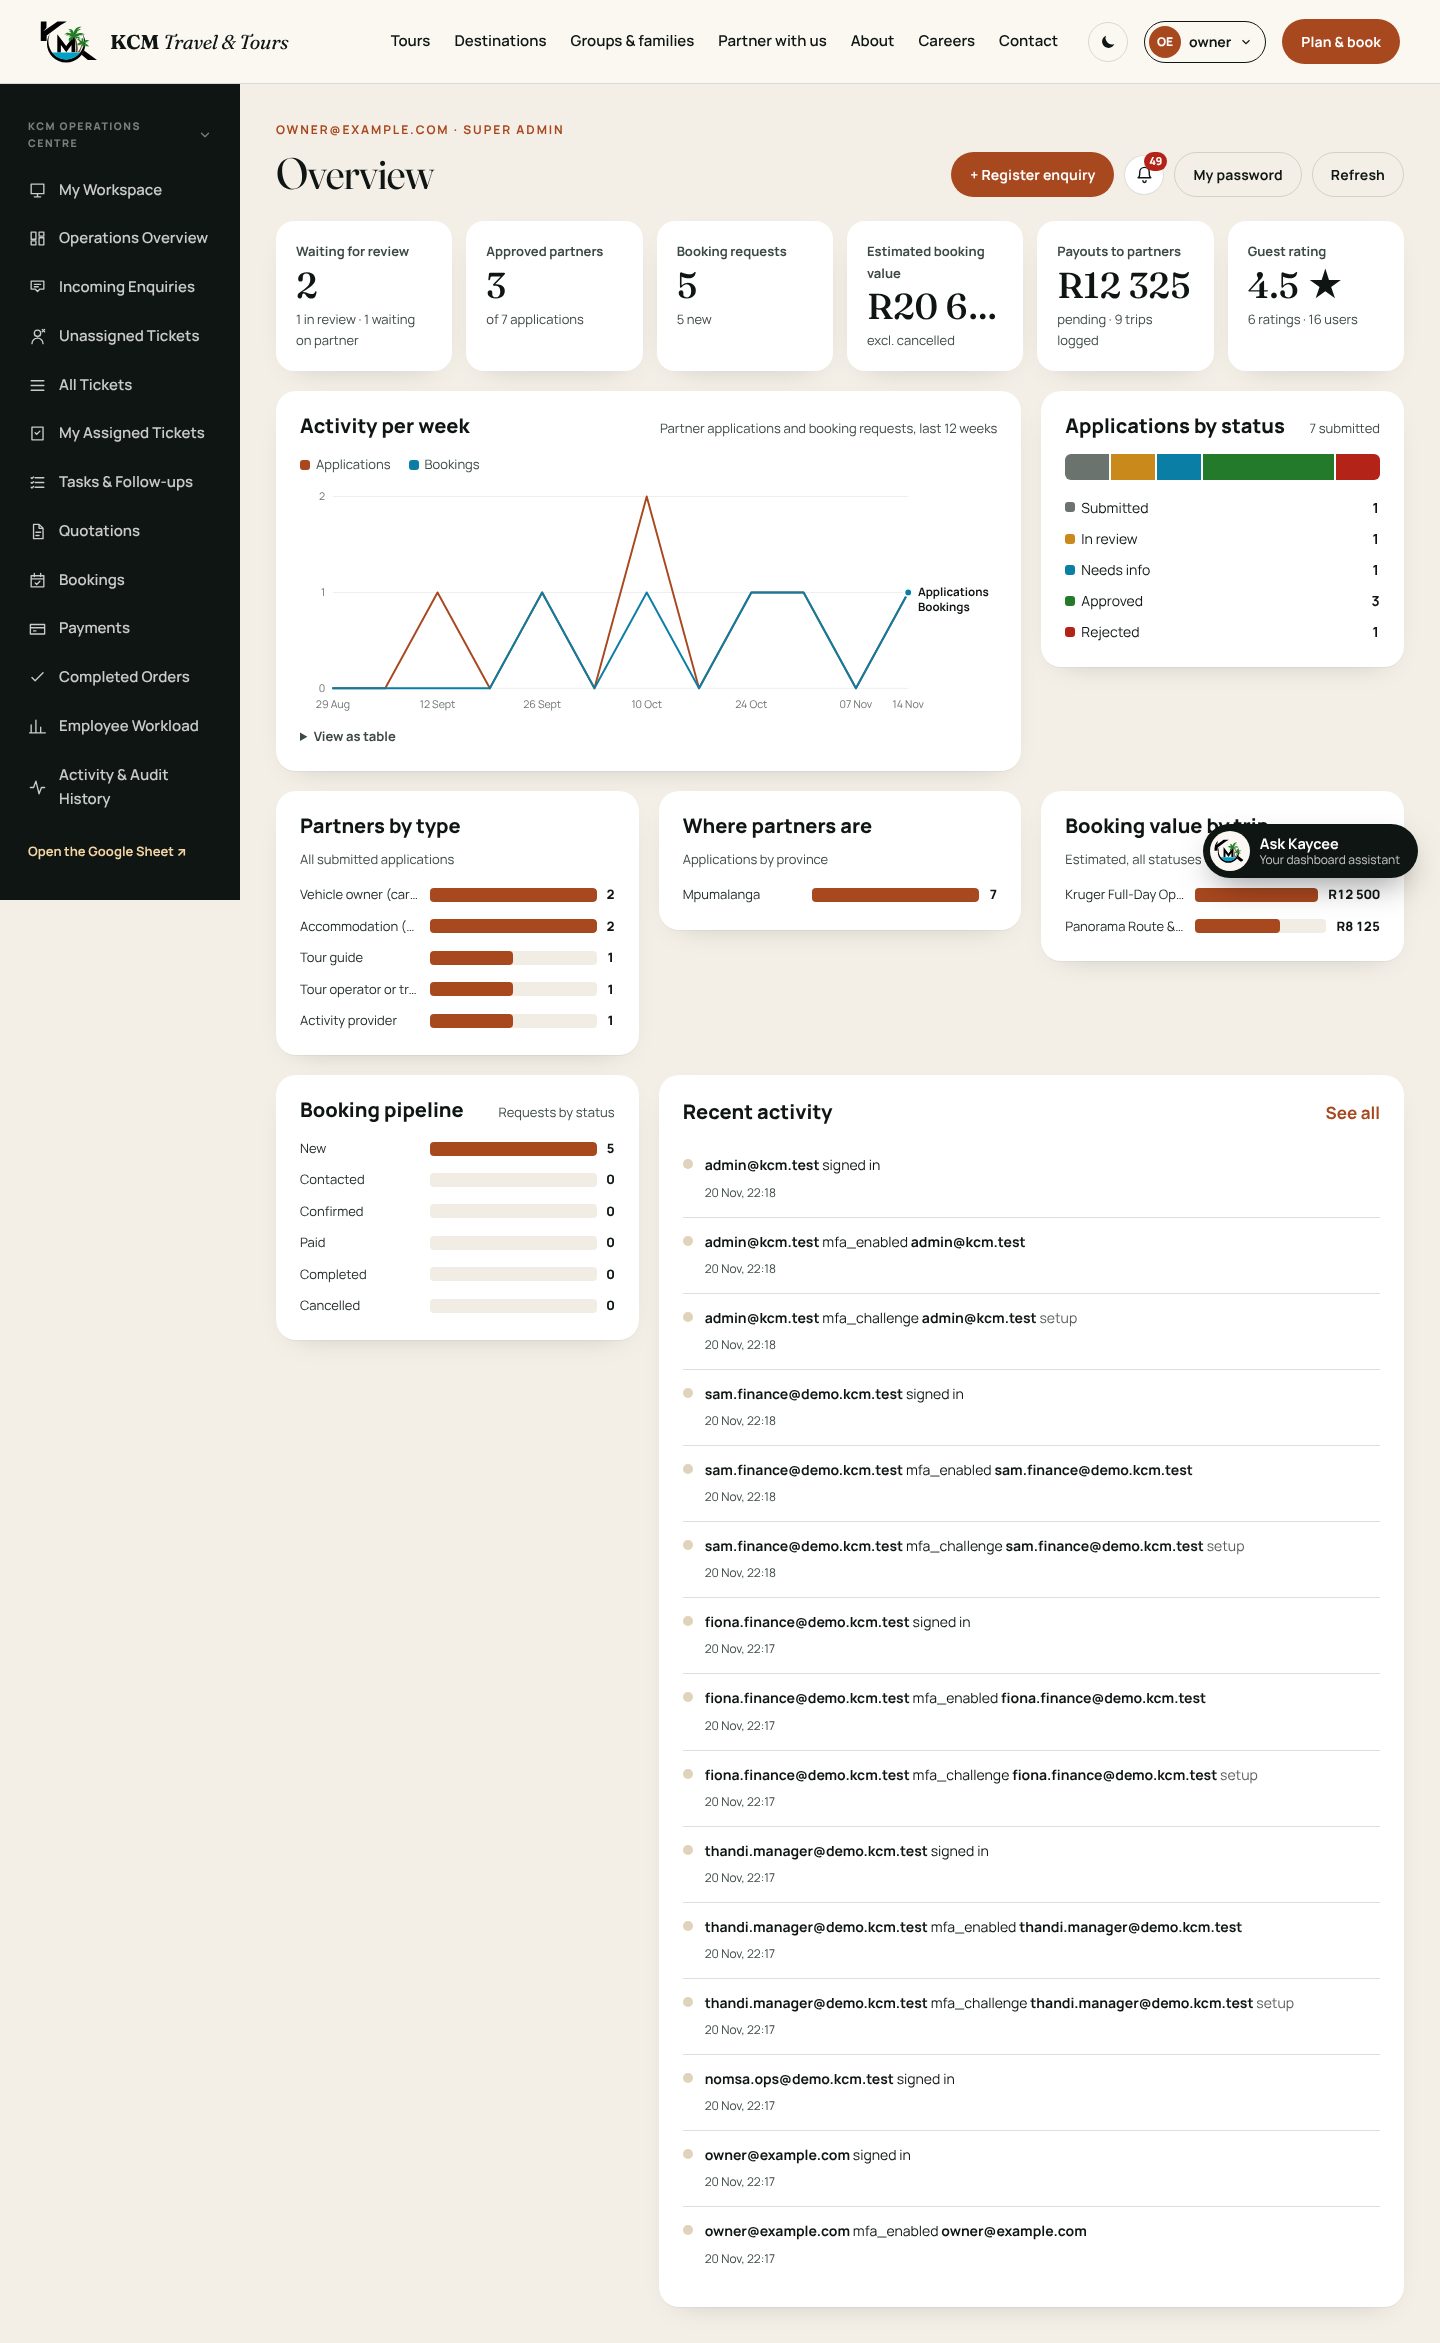 KCM Travel & Tours
Tours Destinations Groups & families Partner with us About Careers Contact
OE owner
Plan & book
KCM OPERATIONS
CENTRE
My Workspace
Operations Overview
Incoming Enquiries
Unassigned Tickets
All Tickets
My Assigned Tickets
Tasks & Follow-ups
Quotations
Bookings
Payments
Completed Orders
Employee Workload
Activity & Audit
History
Open the Google Sheet ↗
OWNER@EXAMPLE.COM · SUPER ADMIN
Overview
+ Register enquiry
49
My password
Refresh
Waiting for review
2
1 in review · 1 waiting
on partner
Approved partners
3
of 7 applications
Booking requests
5
5 new
Estimated booking
value
R20 6...
excl. cancelled
Payouts to partners
R12 325
pending · 9 trips
logged
Guest rating
4.5 ★
6 ratings · 16 users
Activity per week
Partner applications and booking requests, last 12 weeks
Applications Bookings
2
1
0
29 Aug 12 Sept 26 Sept 10 Oct 24 Oct 07 Nov 14 Nov
Applications
Bookings
View as table
Applications by status
7 submitted
Submitted 1
In review 1
Needs info 1
Approved 3
Rejected 1
Partners by type
All submitted applications
Vehicle owner (car... 2
Accommodation (... 2
Tour guide 1
Tour operator or tr... 1
Activity provider 1
Where partners are
Applications by province
Mpumalanga 7
Booking value by trip
Estimated, all statuses
Kruger Full-Day Op... R12 500
Panorama Route &... R8 125
Ask Kaycee
Your dashboard assistant
Booking pipeline
Requests by status
New 5
Contacted 0
Confirmed 0
Paid 0
Completed 0
Cancelled 0
Recent activity
See all
admin@kcm.test signed in
20 Nov, 22:18
admin@kcm.test mfa_enabled admin@kcm.test
20 Nov, 22:18
admin@kcm.test mfa_challenge admin@kcm.test setup
20 Nov, 22:18
sam.finance@demo.kcm.test signed in
20 Nov, 22:18
sam.finance@demo.kcm.test mfa_enabled sam.finance@demo.kcm.test
20 Nov, 22:18
sam.finance@demo.kcm.test mfa_challenge sam.finance@demo.kcm.test setup
20 Nov, 22:18
fiona.finance@demo.kcm.test signed in
20 Nov, 22:17
fiona.finance@demo.kcm.test mfa_enabled fiona.finance@demo.kcm.test
20 Nov, 22:17
fiona.finance@demo.kcm.test mfa_challenge fiona.finance@demo.kcm.test setup
20 Nov, 22:17
thandi.manager@demo.kcm.test signed in
20 Nov, 22:17
thandi.manager@demo.kcm.test mfa_enabled thandi.manager@demo.kcm.test
20 Nov, 22:17
thandi.manager@demo.kcm.test mfa_challenge thandi.manager@demo.kcm.test setup
20 Nov, 22:17
nomsa.ops@demo.kcm.test signed in
20 Nov, 22:17
owner@example.com signed in
20 Nov, 22:17
owner@example.com mfa_enabled owner@example.com
20 Nov, 22:17